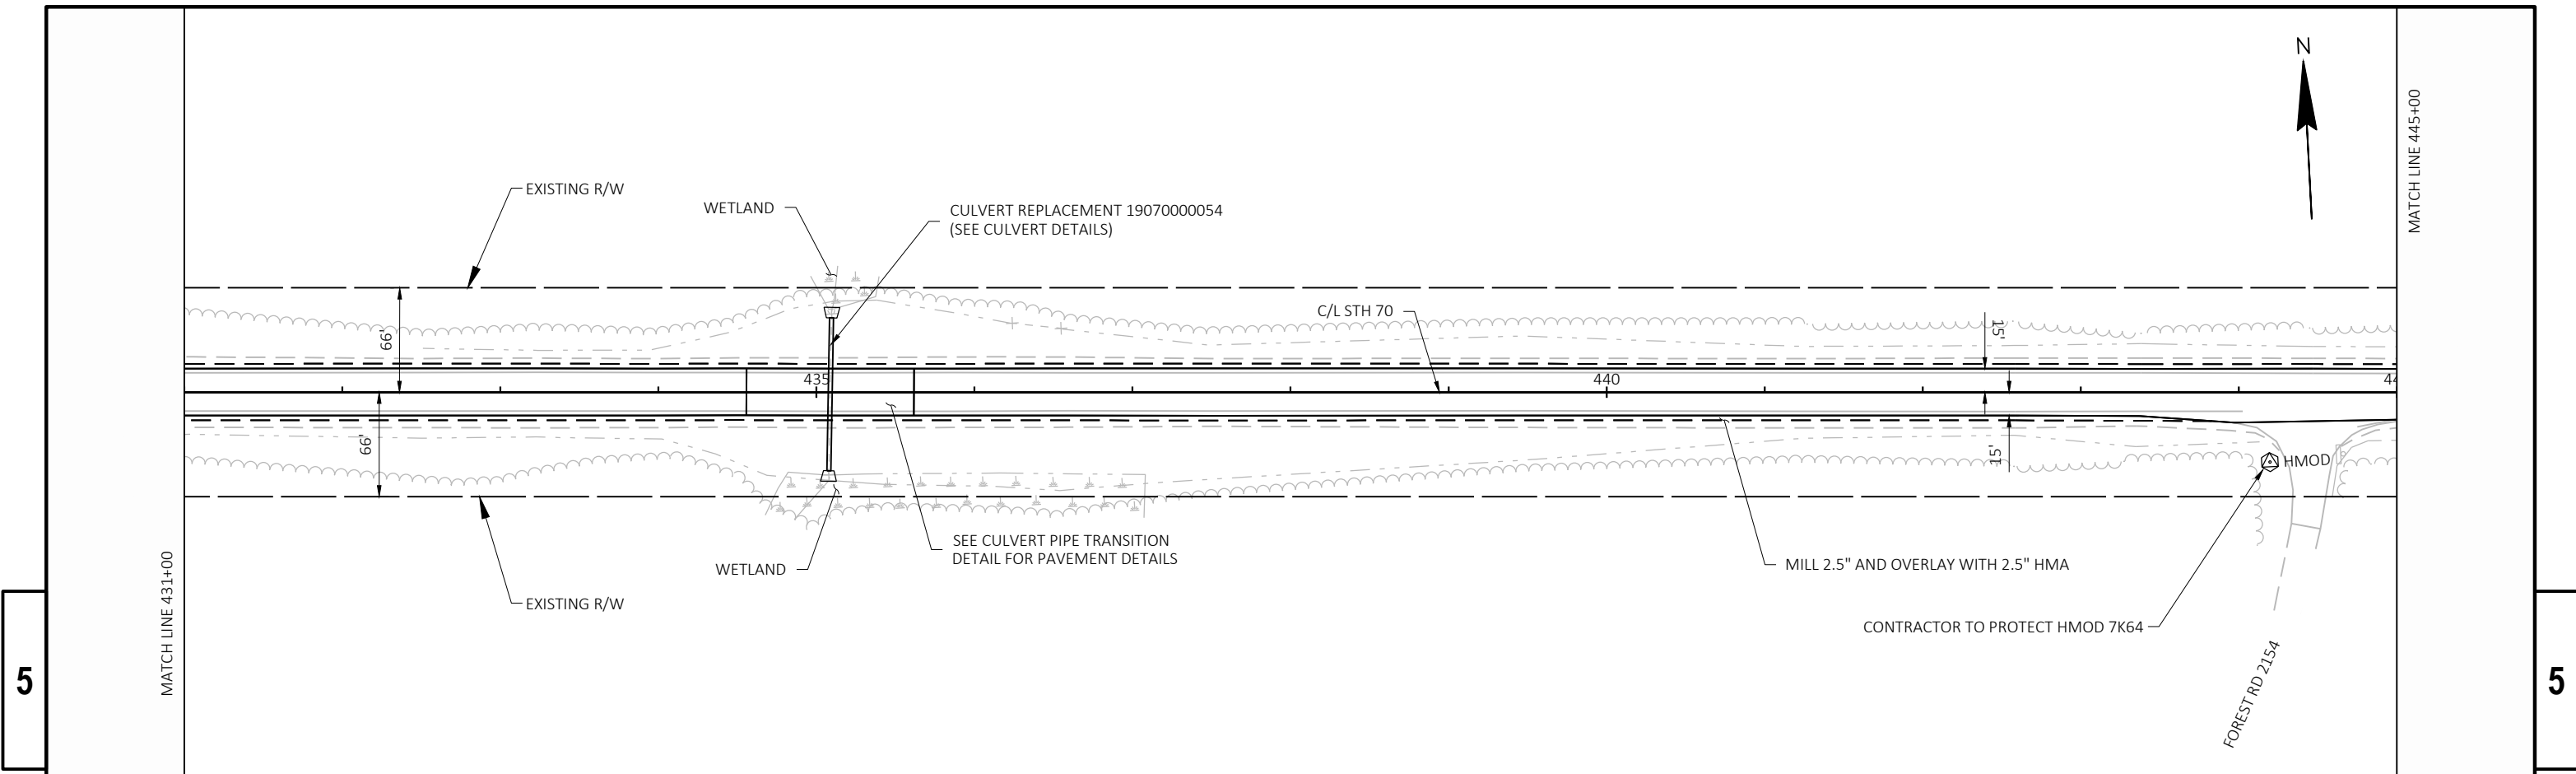 N
MATCH LINE 445+00
EXISTING R/W
WETLAND
CULVERT REPLACEMENT 19070000054
(SEE CULVERT DETAILS)
C/L STH 70
66'
15'
435
440
44
66'
15'
HMOD
SEE CULVERT PIPE TRANSITION
DETAIL FOR PAVEMENT DETAILS
WETLAND
MILL 2.5" AND OVERLAY WITH 2.5" HMA
EXISTING R/W
MATCH LINE 431+00
CONTRACTOR TO PROTECT HMOD 7K64
FOREST RD 2154
5
5